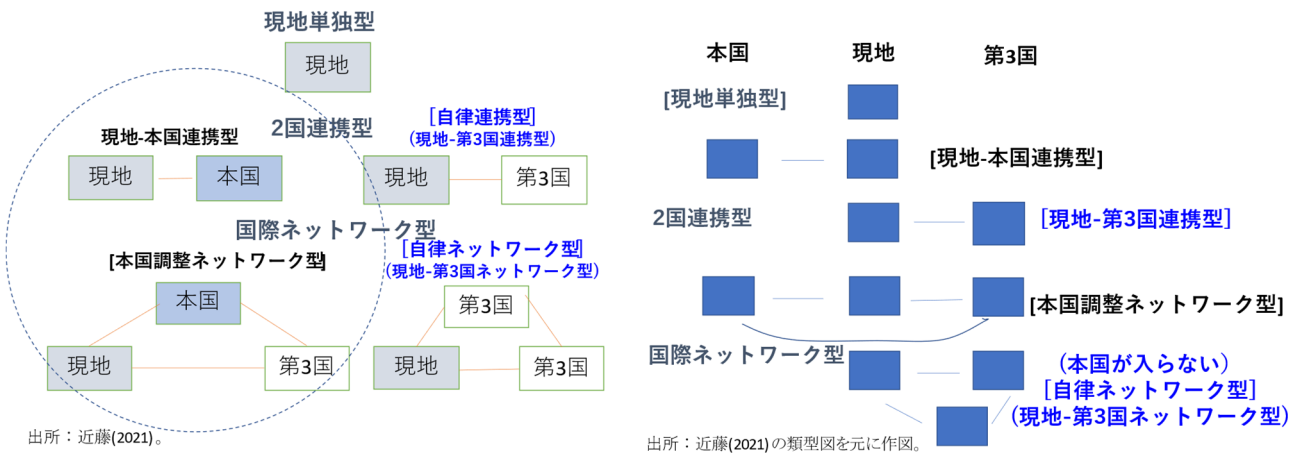 現地単独型
現地
2国連携型
現地-本国連携型
[自律連携型]
(現地-第3国連携型)
現地
本国
現地
第3国
国際ネットワーク型
[本国調整ネットワーク型]
[自律ネットワーク型]
(現地-第3国ネットワーク型)
本国
第3国
現地
第3国
現地
第3国
出所：近藤(2021)。
本国
現地
第3国
[現地単独型]
[現地-本国連携型]
2国連携型
[現地-第3国連携型]
[本国調整ネットワーク型]
国際ネットワーク型
(本国が入らない)
[自律ネットワーク型]
(現地-第3国ネットワーク型)
出所：近藤(2021)の類型図を元に作図。